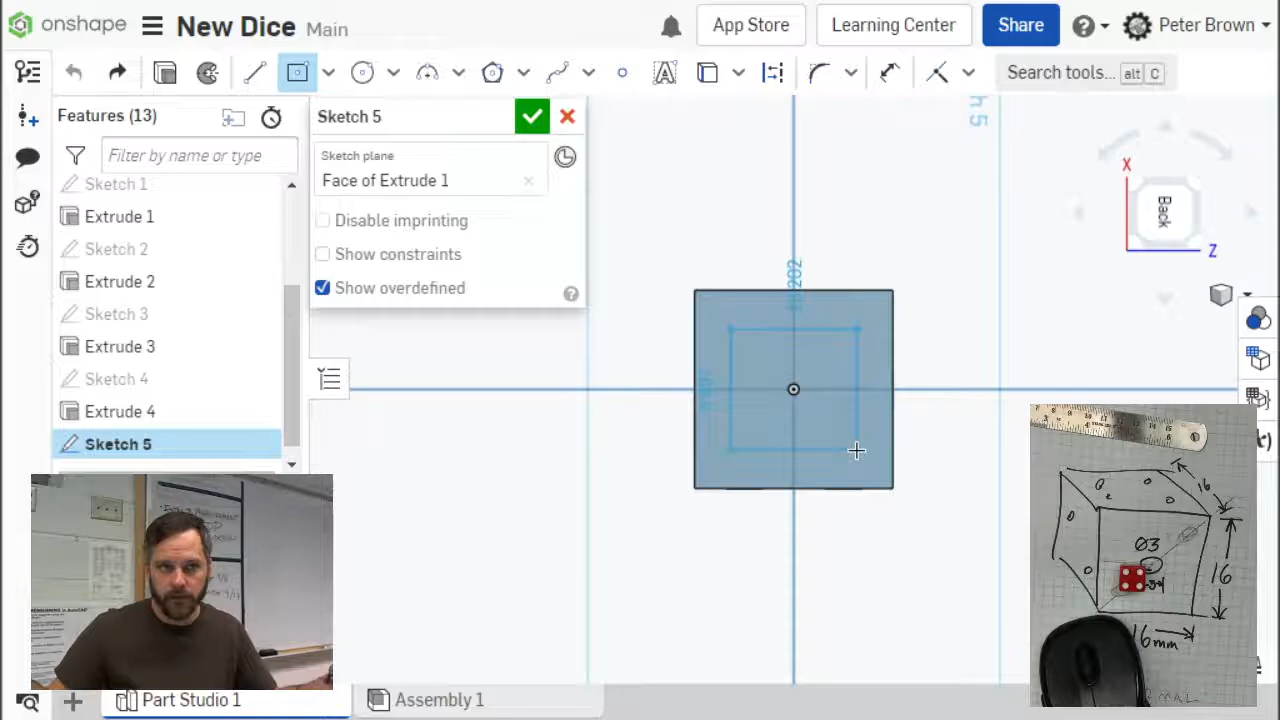 onshape
New Dice Main
App Store
Learning Center
Share
Peter Brown
Search tools... alt C
Features (13)
Filter by name or type
Sketch 1
Extrude 1
Sketch 2
Extrude 2
Sketch 3
Extrude 3
Sketch 4
Extrude 4
Sketch 5
Sketch 5
Sketch plane
Face of Extrude 1
Disable imprinting
Show constraints
Show overdefined
h 5
X
Back
Z
16
Ø3
16
16mm
Part Studio 1
Assembly 1